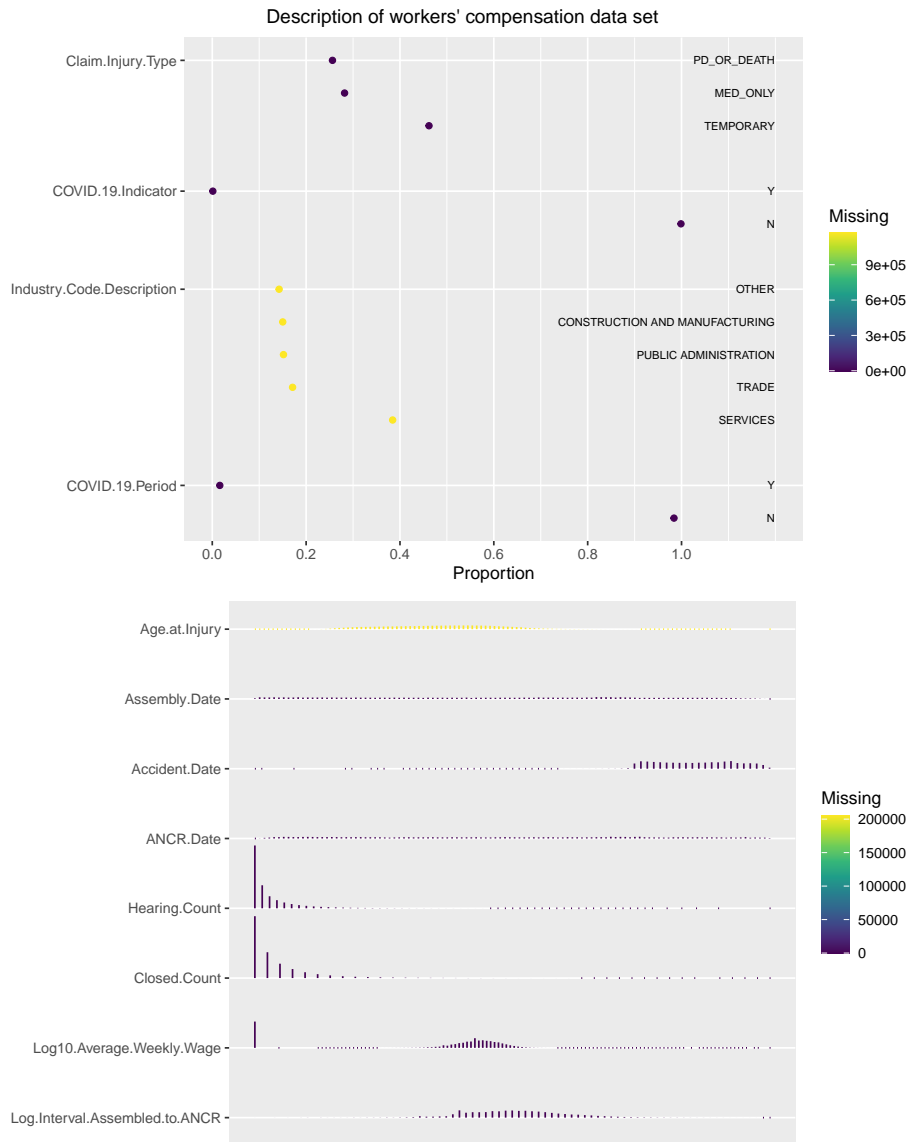 Description of workers' compensation data set
Claim.Injury.Type
PD_OR_DEATH
MED_ONLY
TEMPORARY
COVID.19.Indicator
Y
N
Industry.Code.Description
OTHER
CONSTRUCTION AND MANUFACTURING
PUBLIC ADMINISTRATION
TRADE
SERVICES
COVID.19.Period
Y
N
0.0 0.2 0.4 0.6 0.8 1.0
Proportion
Missing
9e+05
6e+05
3e+05
0e+00
Age.at.Injury
Assembly.Date
Accident.Date
ANCR.Date
Hearing.Count
Closed.Count
Log10.Average.Weekly.Wage
Log.Interval.Assembled.to.ANCR
Missing
200000
150000
100000
50000
0